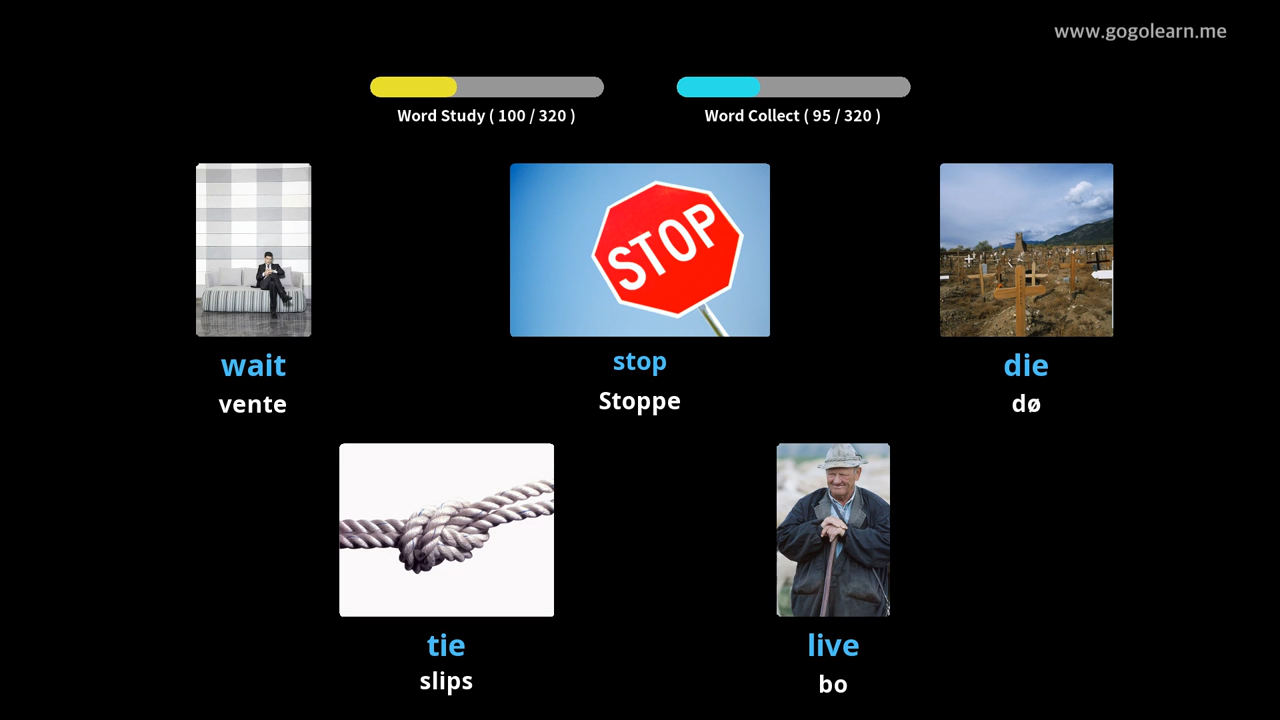 www.gogolearn.me
Word Study ( 100 / 320 )
Word Collect ( 95 / 320 )
STOP
wait
vente
stop
Stoppe
die
dø
tie
slips
live
bo